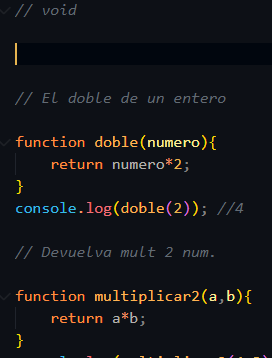 // void
// El doble de un entero
function doble(numero){
    return numero*2;
}
console.log(doble(2)); //4
// Devuelva mult 2 num.
function multiplicar2(a,b){
    return a*b;
}